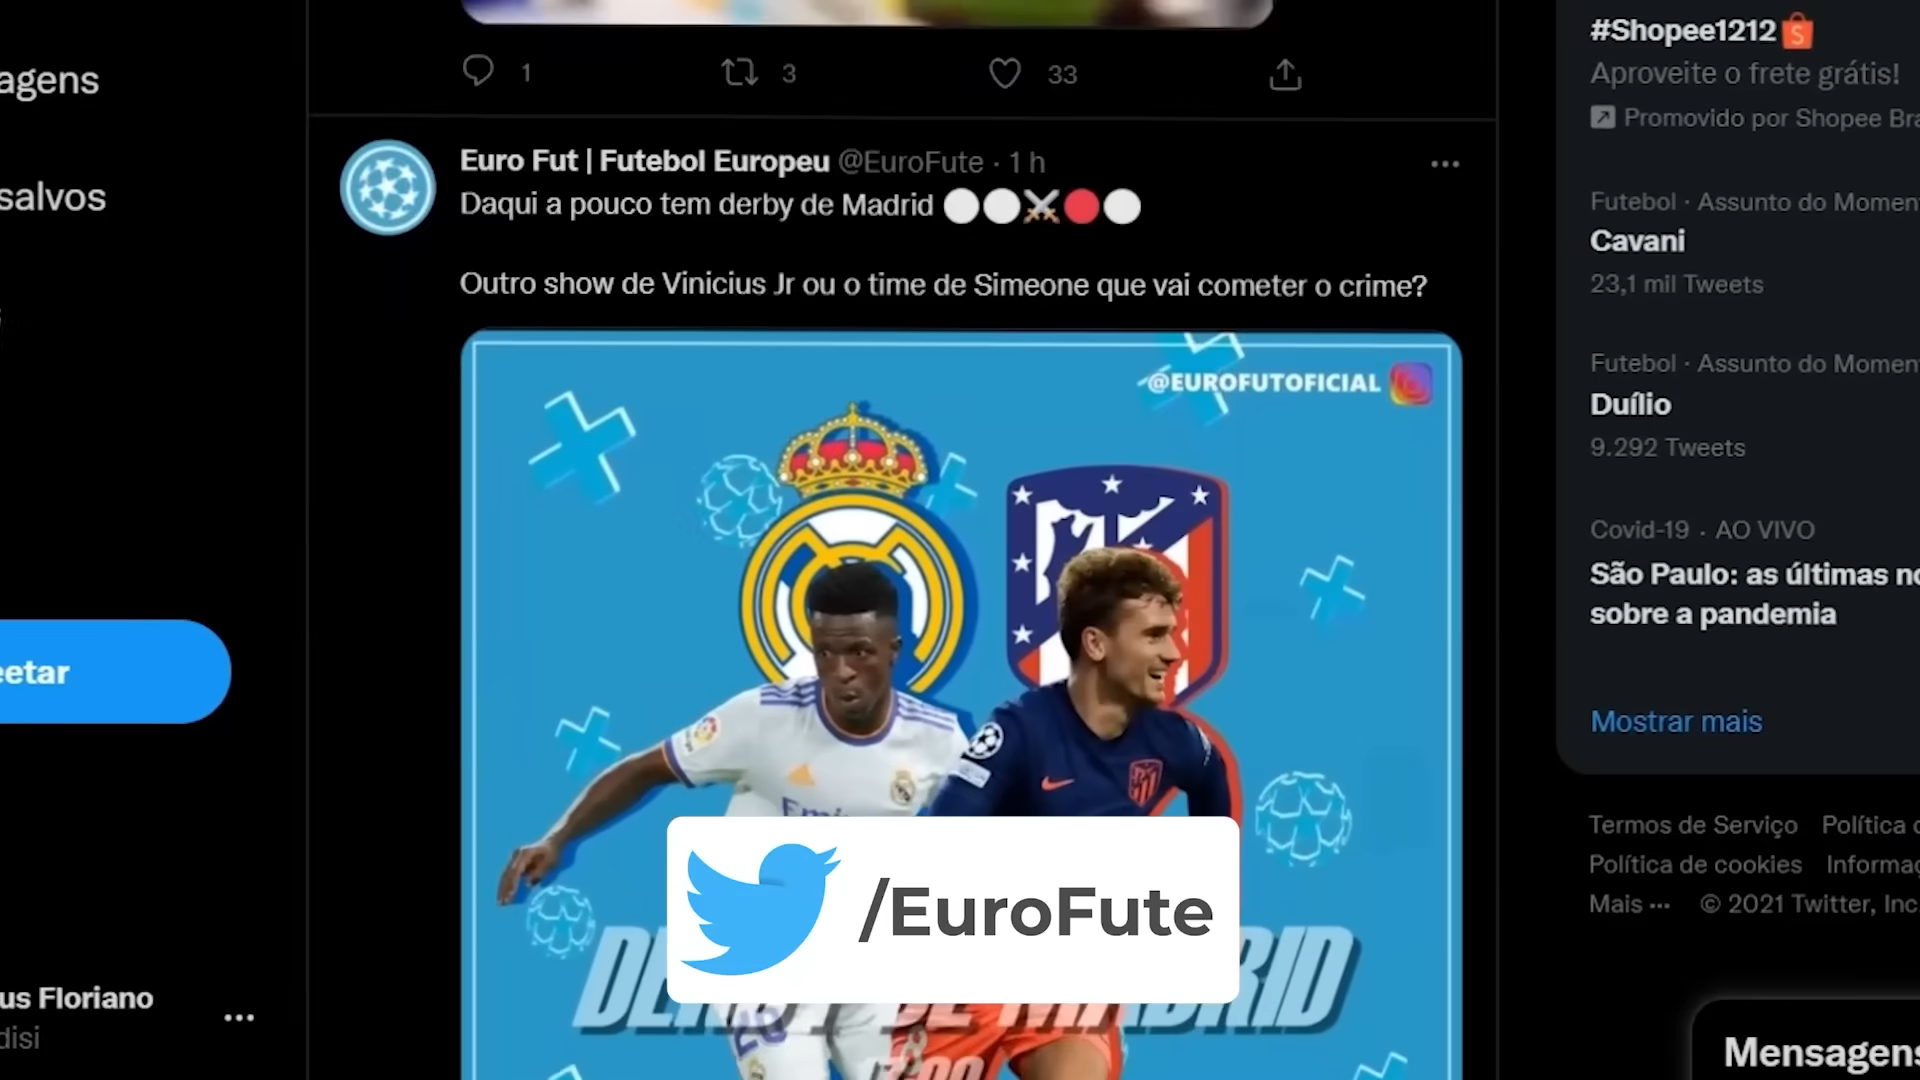 agens
salvos
etar
us Floriano
disi
1
3
33
Euro Fut | Futebol Europeu @EuroFute · 1 h
Daqui a pouco tem derby de Madrid
Outro show de Vinicius Jr ou o time de Simeone que vai cometer o crime?
@EUROFUTOFICIAL
/EuroFute
DE MADRID
#Shopee1212
Aproveite o frete grátis!
Promovido por Shopee Bra
Futebol · Assunto do Momen
Cavani
23,1 mil Tweets
Futebol · Assunto do Momen
Duílio
9.292 Tweets
Covid-19 · AO VIVO
São Paulo: as últimas no
sobre a pandemia
Mostrar mais
Termos de Serviço Política
Política de cookies Informaç
Mais ··· © 2021 Twitter, Inc
Mensagens